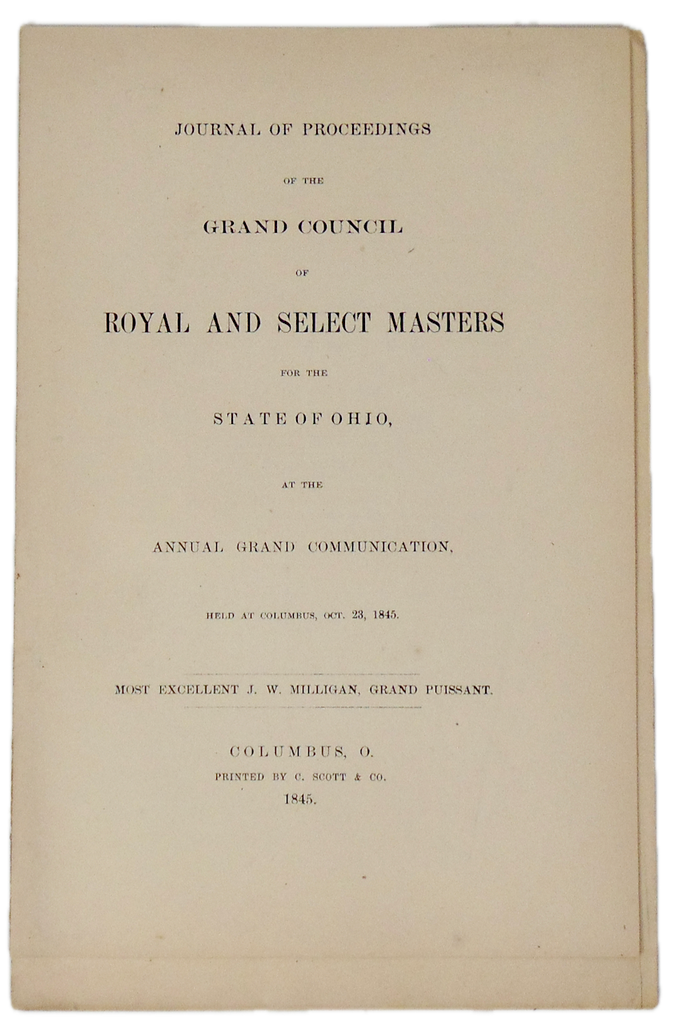 JOURNAL OF PROCEEDINGS
OF THE
GRAND COUNCIL
OF
ROYAL AND SELECT MASTERS
FOR THE
STATE OF OHIO,
AT THE
ANNUAL GRAND COMMUNICATION,
HELD AT COLUMBUS, OCT. 23, 1845.
MOST EXCELLENT J. W. MILLIGAN, GRAND PUISSANT.
COLUMBUS, O.
PRINTED BY C. SCOTT & CO.
1845.